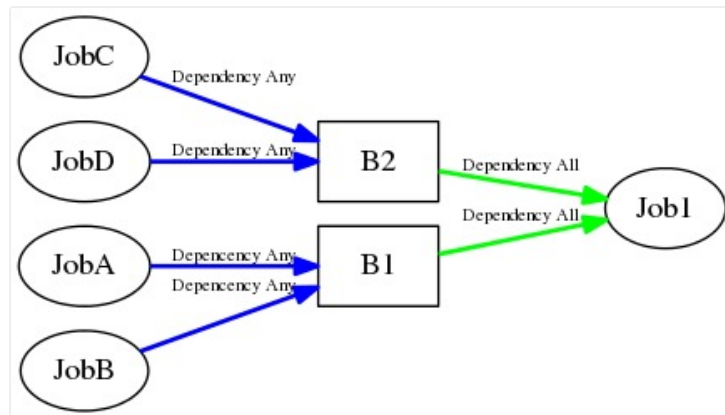 JobC
Dependency Any
JobD
Dependency Any
B2
Dependency All
Job1
Dependency All
JobA
Depencency Any
B1
Depencency Any
JobB